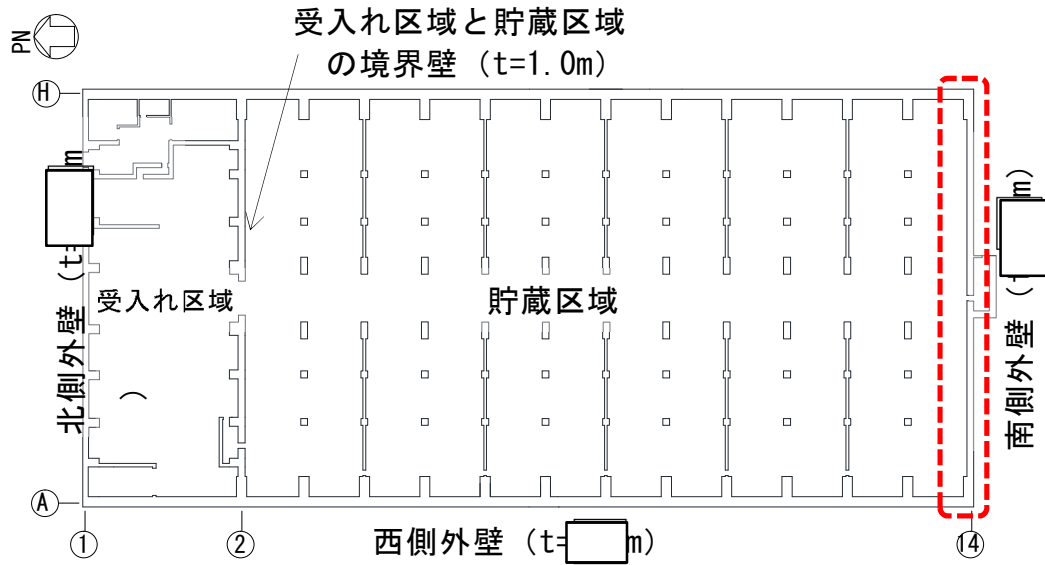 PN
受入れ区域と貯蔵区域
の境界壁 (t=1.0m)
H
北側外壁 (t= m
)
受入れ区域
貯蔵区域
南側外壁 (t m)
A
1
2
西側外壁 (t= m)
14